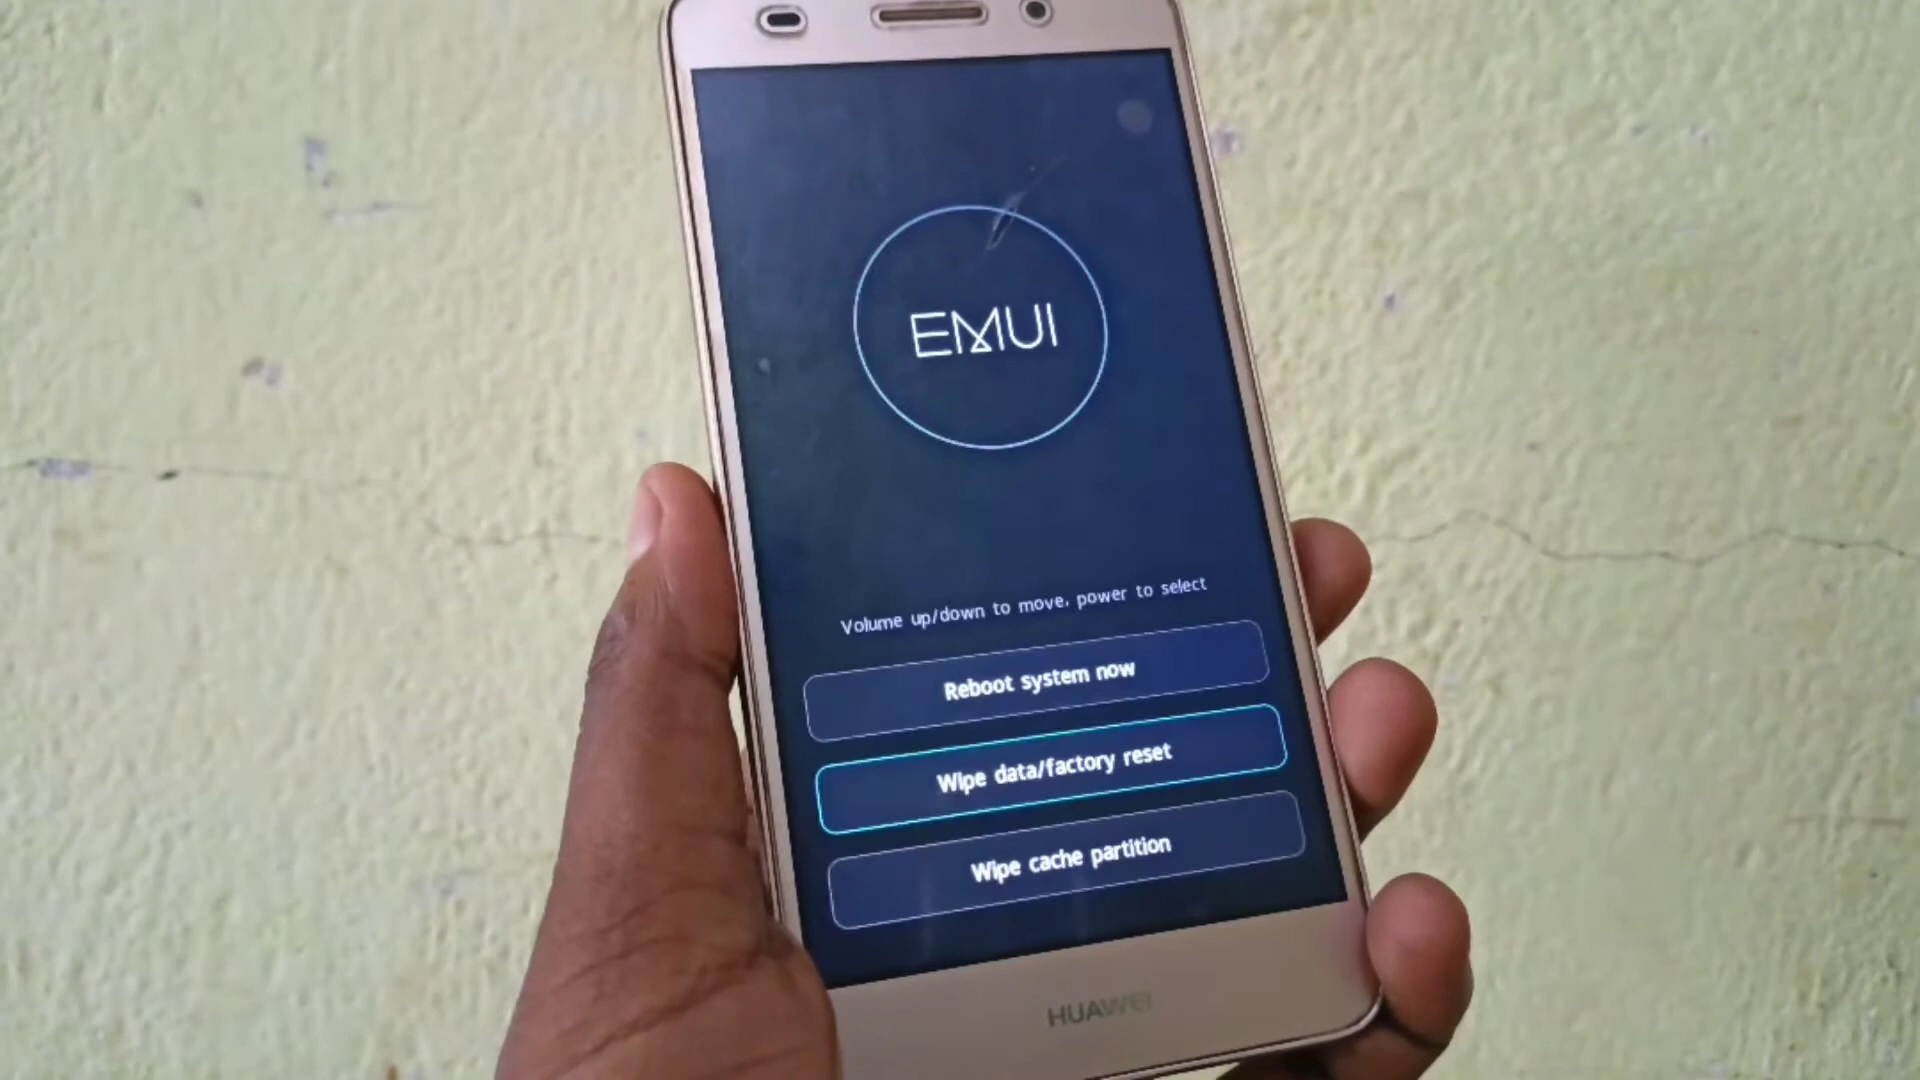 EMUI
Volume up/down to move, power to select
Reboot system now
Wipe data/factory reset
Wipe cache partition
HUAWEI